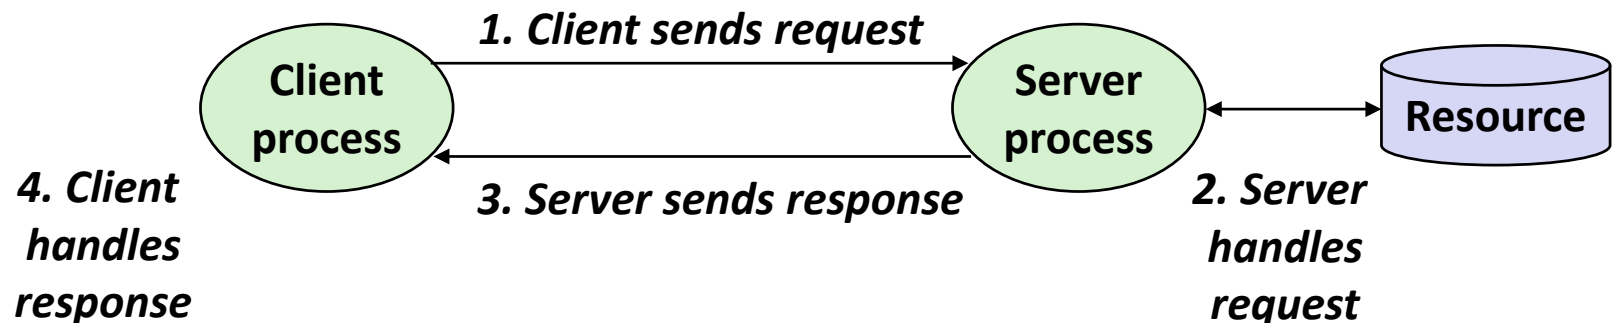 1. Client sends request
Client
process
Server
process
Resource
3. Server sends response
2. Server
handles
request
4. Client
handles
response